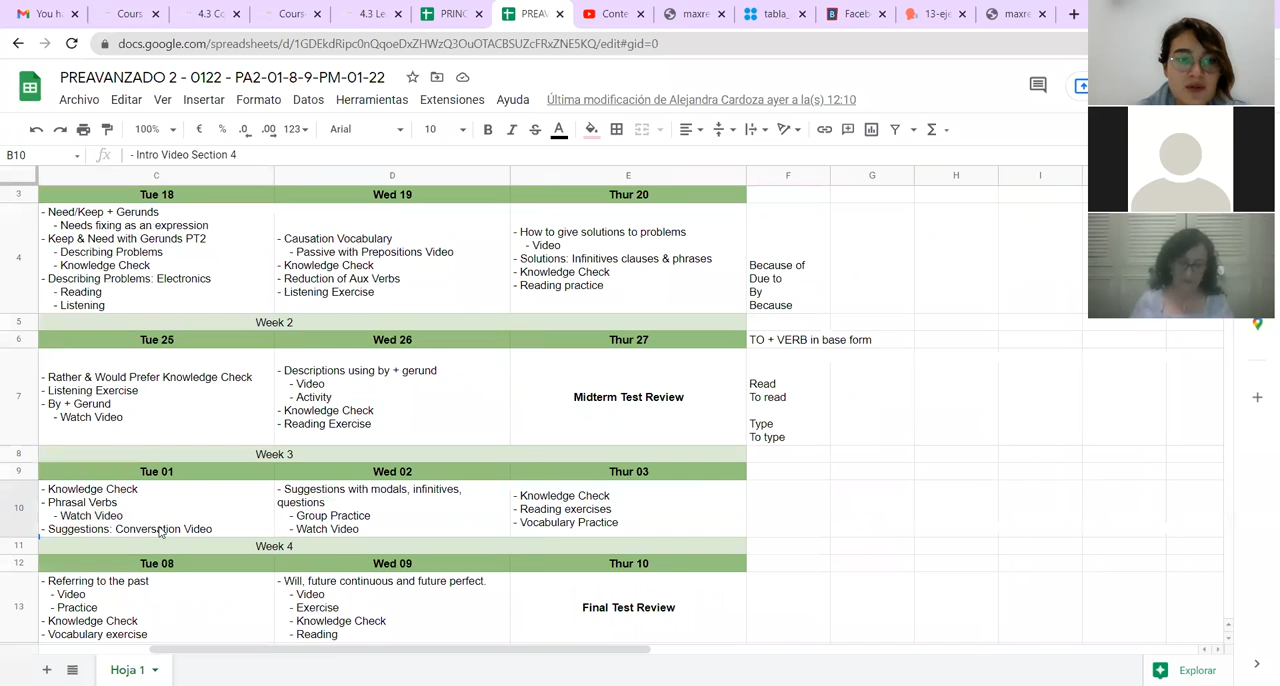 You ha
Cours
4.3 Co
Cours
4.3 Le
PRINC
PREAV
Conte
maxre
tabla_
Faceb
13-eje
maxre
docs.google.com/spreadsheets/d/1GDEkdRipc0nQqoeDxZHWzQ3OuOTACBSUZcFRxZNE5KQ/edit#gid=0
PREAVANZADO 2 - 0122 - PA2-01-8-9-PM-01-22
Archivo Editar Ver Insertar Formato Datos Herramientas Extensiones Ayuda Última modificación de Alejandra Cardoza ayer a la(s) 12:10
100% € % .0 .00 123 Arial 10 B I S A
B10 fx - Intro Video Section 4
C D E F G H I
3 Tue 18 Wed 19 Thur 20
4
- Need/Keep + Gerunds
- Needs fixing as an expression
- Keep & Need with Gerunds PT2
- Describing Problems
- Knowledge Check
- Describing Problems: Electronics
- Reading
- Listening
- Causation Vocabulary
- Passive with Prepositions Video
- Knowledge Check
- Reduction of Aux Verbs
- Listening Exercise
- How to give solutions to problems
- Video
- Solutions: Infinitives clauses & phrases
- Knowledge Check
- Reading practice
Because of
Due to
By
Because
5 Week 2
6 Tue 25 Wed 26 Thur 27 TO + VERB in base form
7
- Rather & Would Prefer Knowledge Check
- Listening Exercise
- By + Gerund
- Watch Video
- Descriptions using by + gerund
- Video
- Activity
- Knowledge Check
- Reading Exercise
Midterm Test Review
Read
To read
Type
To type
8 Week 3
9 Tue 01 Wed 02 Thur 03
10
- Knowledge Check
- Phrasal Verbs
- Watch Video
- Suggestions: Conversation Video
- Suggestions with modals, infinitives,
questions
- Group Practice
- Watch Video
- Knowledge Check
- Reading exercises
- Vocabulary Practice
11 Week 4
12 Tue 08 Wed 09 Thur 10
13
- Referring to the past
- Video
- Practice
- Knowledge Check
- Vocabulary exercise
- Will, future continuous and future perfect.
- Video
- Exercise
- Knowledge Check
- Reading
Final Test Review
Hoja 1
Explorar